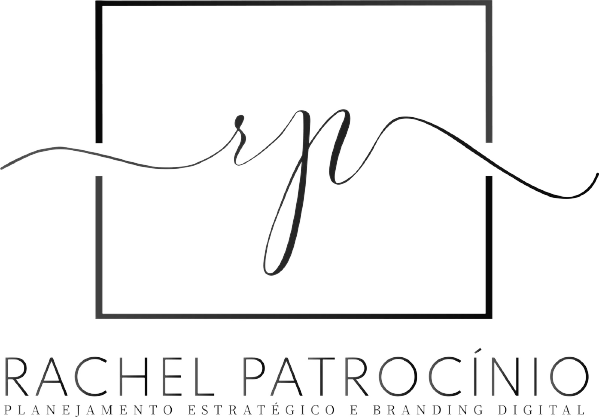 rp
RACHEL PATROCÍNIO
PLANEJAMENTO ESTRATÉGICO E BRANDING DIGITAL